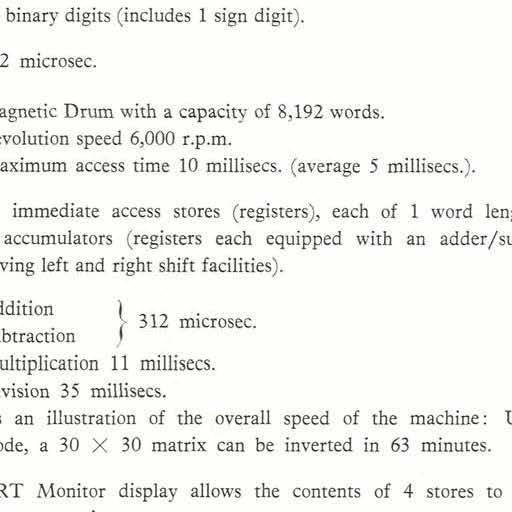 binary digits (includes 1 sign digit).
2 microsec.
agnetic Drum with a capacity of 8,192 words.
evolution speed 6,000 r.p.m.
aximum access time 10 millisecs. (average 5 millisecs.).
immediate access stores (registers), each of 1 word leng
accumulators (registers each equipped with an adder/su
ving left and right shift facilities).
ddition
btraction } 312 microsec.
ultiplication 11 millisecs.
vision 35 millisecs.
s an illustration of the overall speed of the machine: U
ode, a 30 × 30 matrix can be inverted in 63 minutes.
RT Monitor display allows the contents of 4 stores to